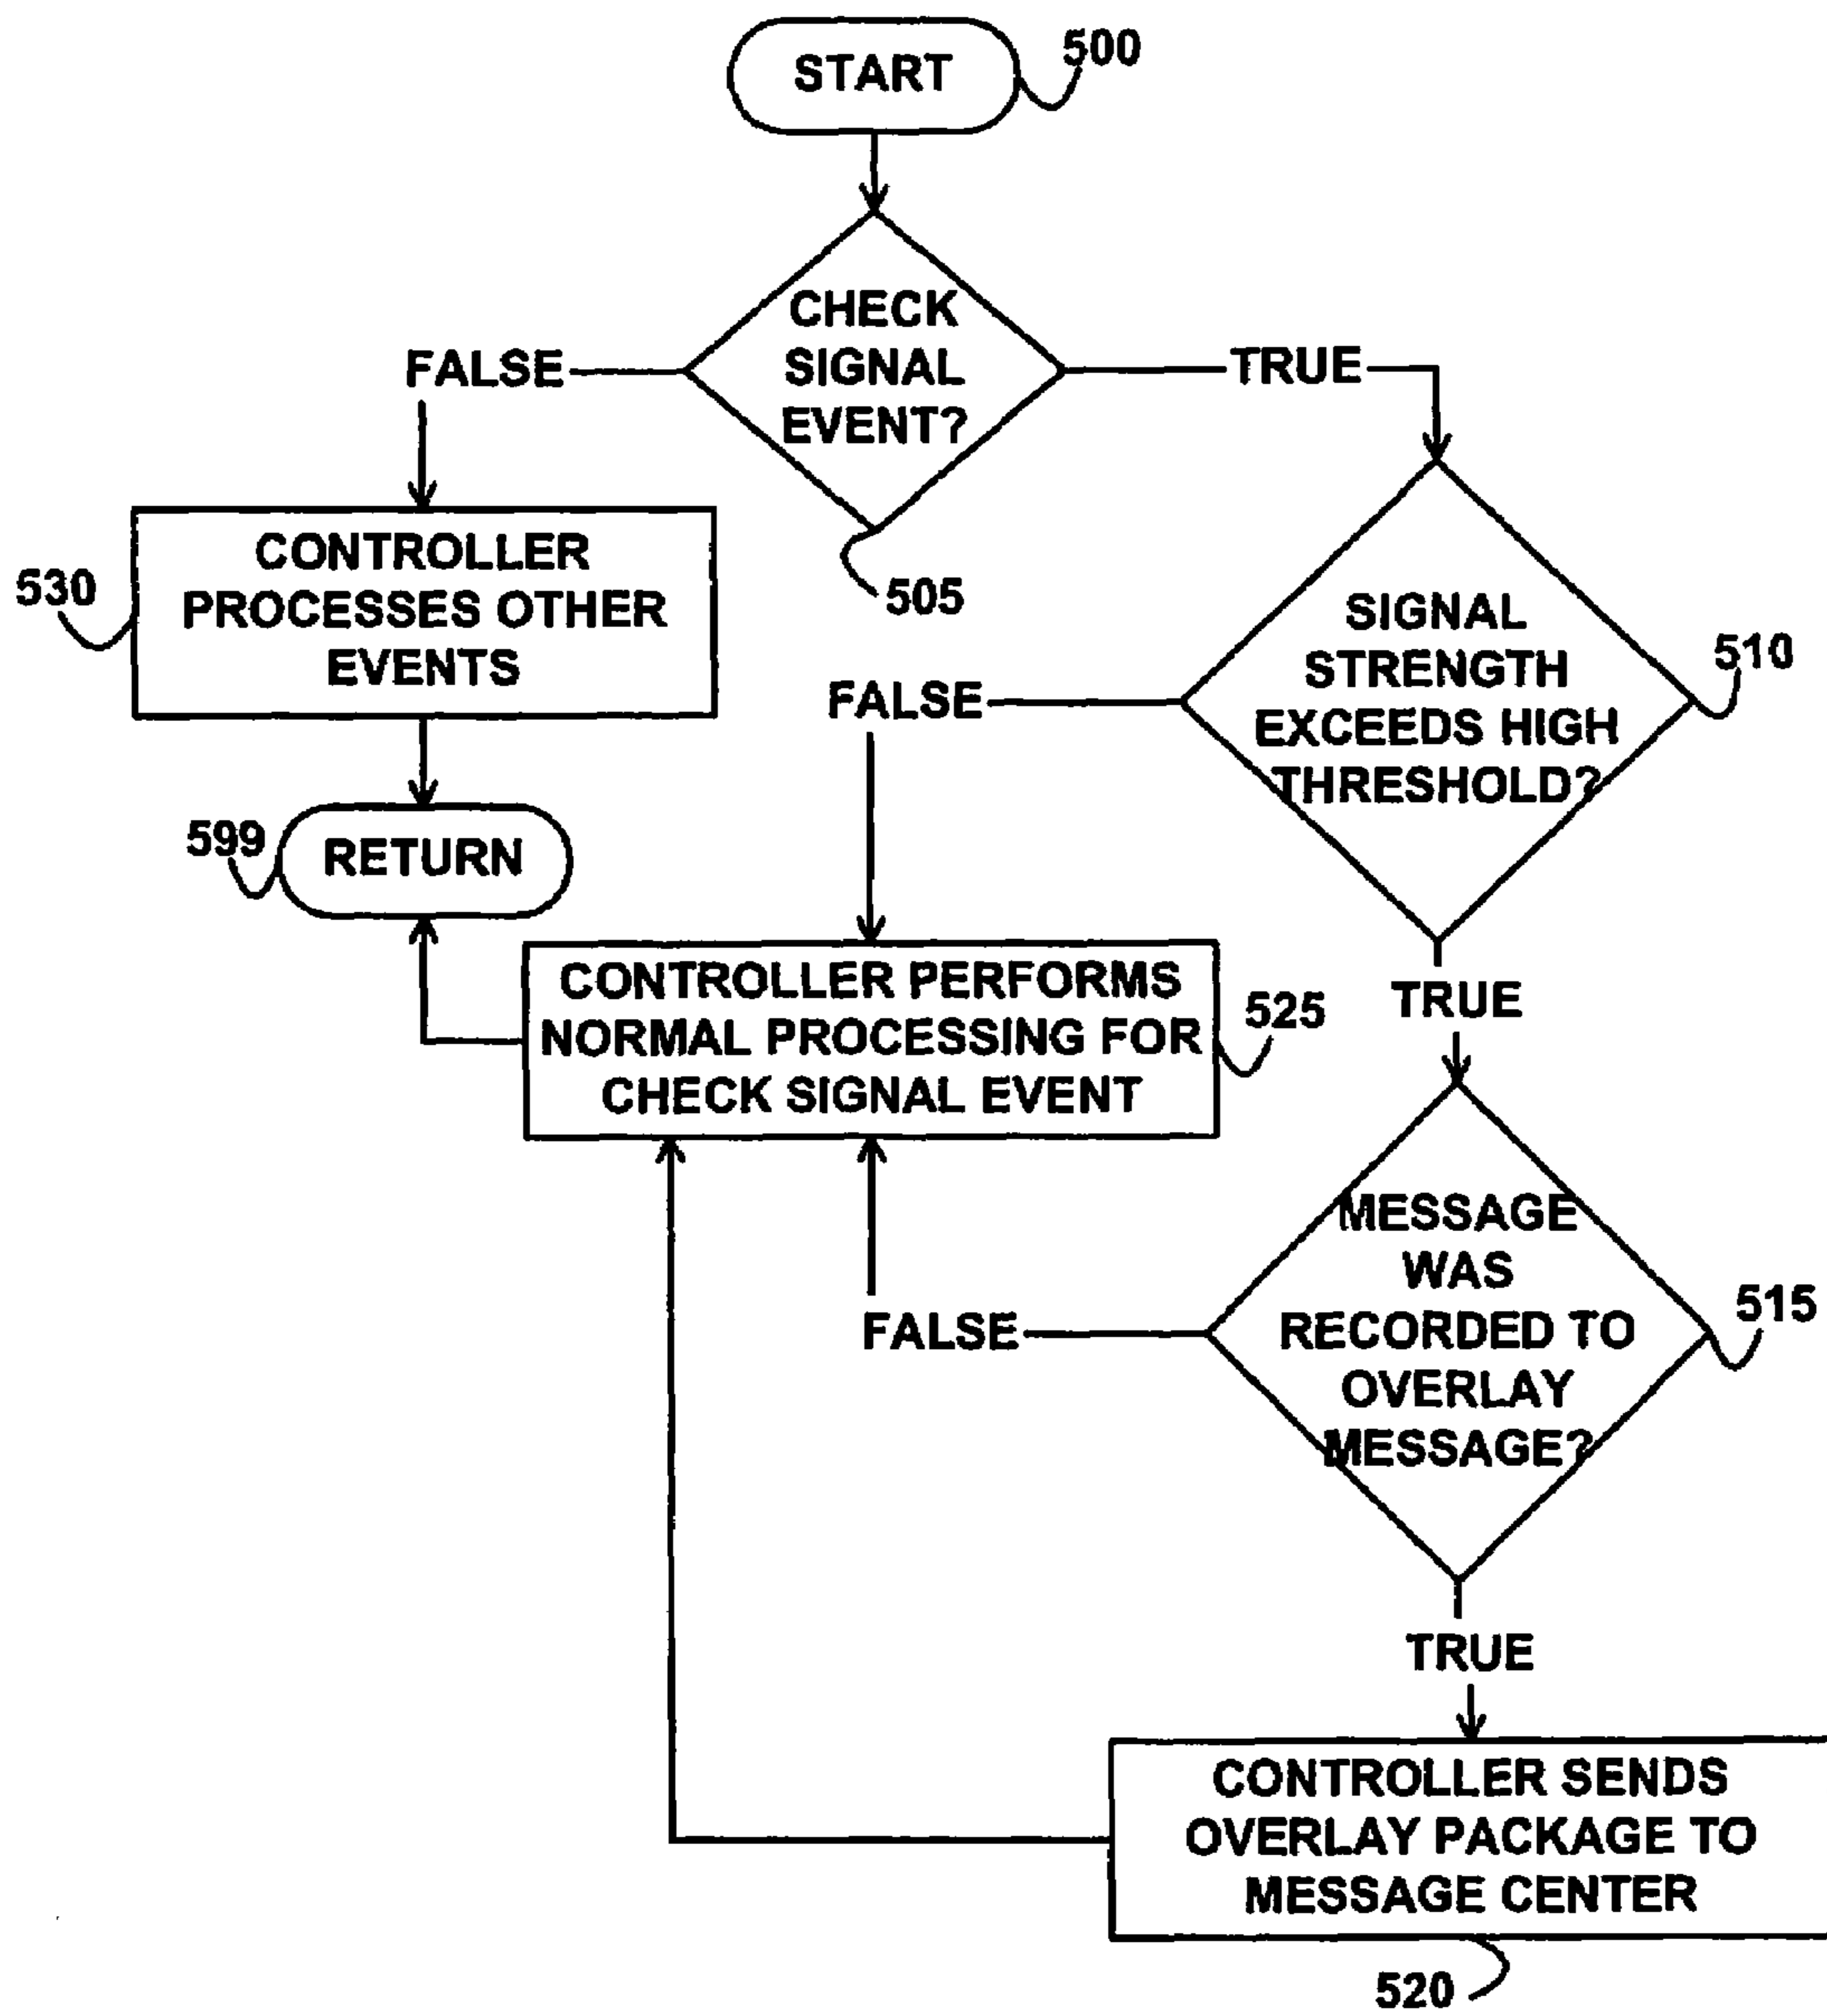 START
500
CHECK
SIGNAL
EVENT?
505
FALSE
TRUE
CONTROLLER
PROCESSES OTHER
EVENTS
530
SIGNAL
STRENGTH
EXCEEDS HIGH
THRESHOLD?
510
FALSE
RETURN
599
CONTROLLER PERFORMS
NORMAL PROCESSING FOR
CHECK SIGNAL EVENT
525
TRUE
MESSAGE
WAS
RECORDED TO
OVERLAY
MESSAGE?
515
FALSE
TRUE
CONTROLLER SENDS
OVERLAY PACKAGE TO
MESSAGE CENTER
520